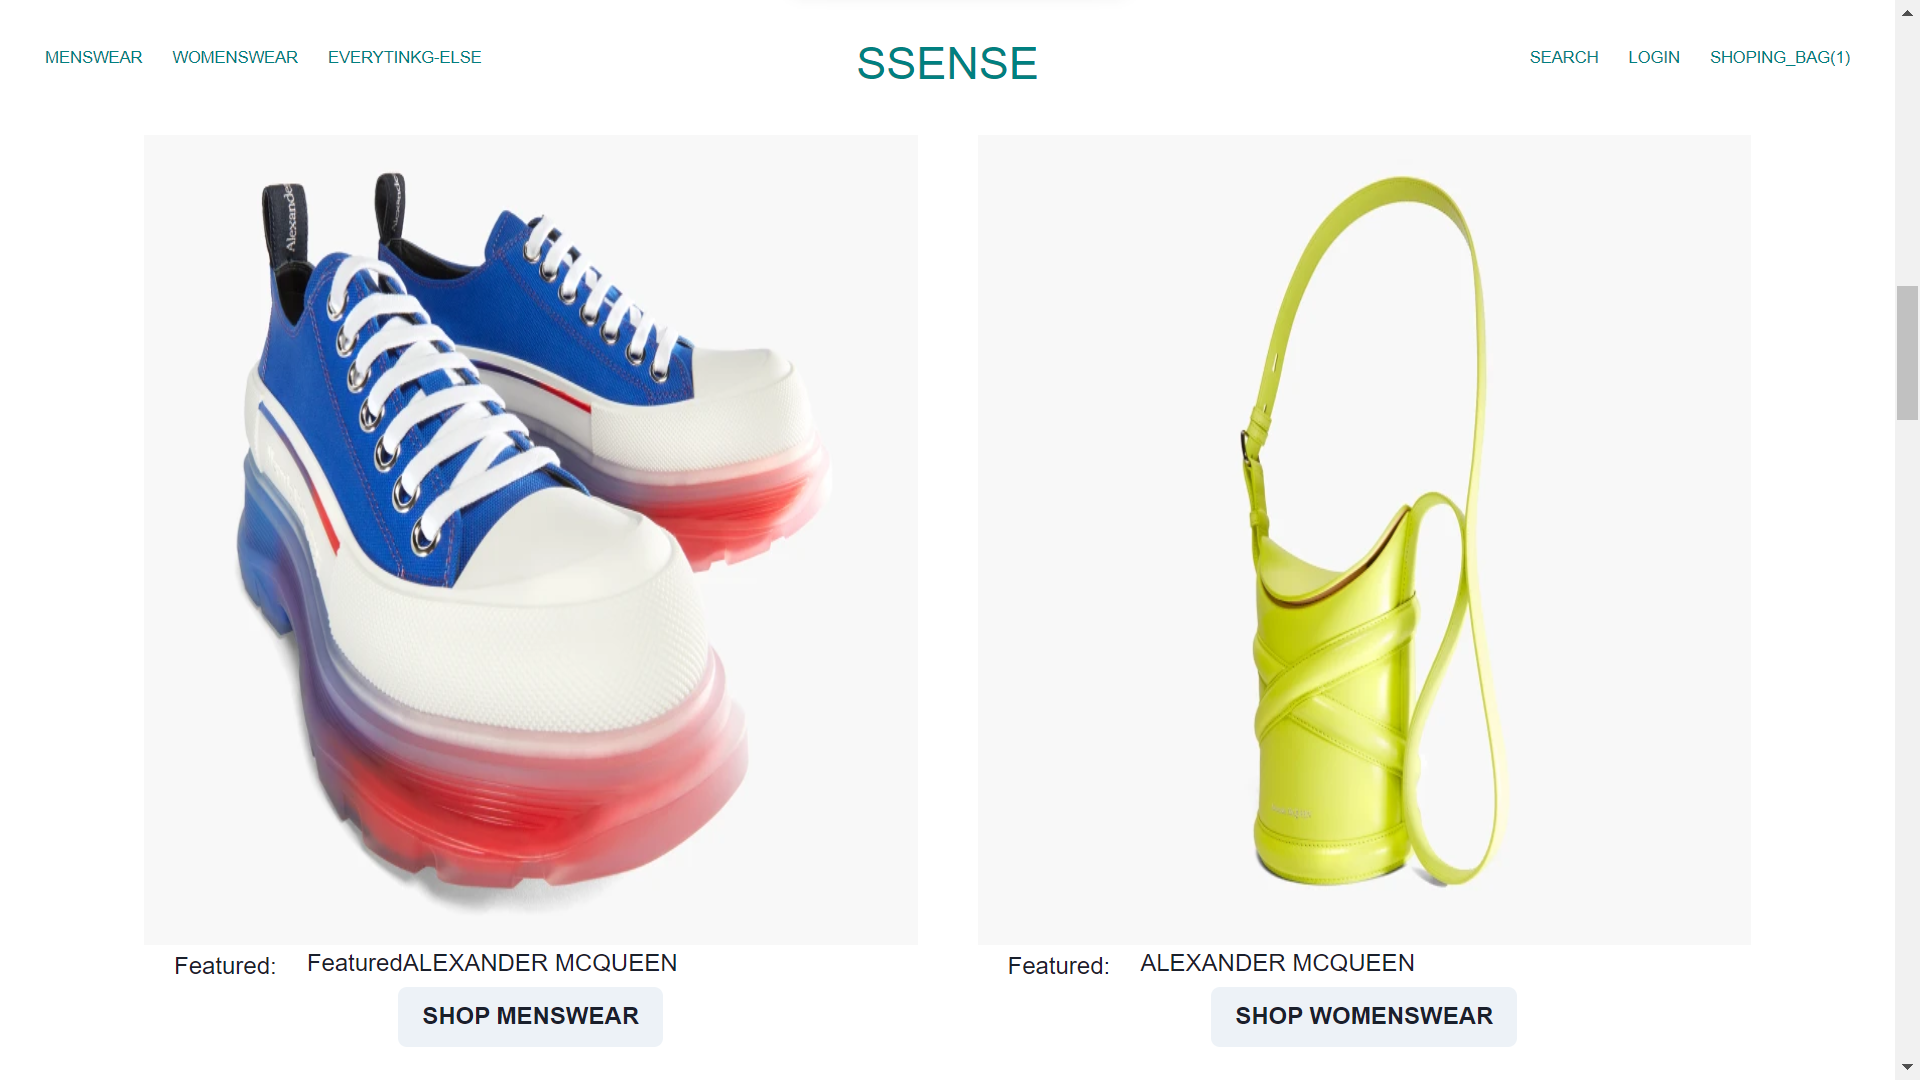 MENSWEAR WOMENSWEAR EVERYTINKG-ELSE SSENSE SEARCH LOGIN SHOPING_BAG(1)
Alexande
Featured: FeaturedALEXANDER MCQUEEN
SHOP MENSWEAR
Featured: ALEXANDER MCQUEEN
SHOP WOMENSWEAR